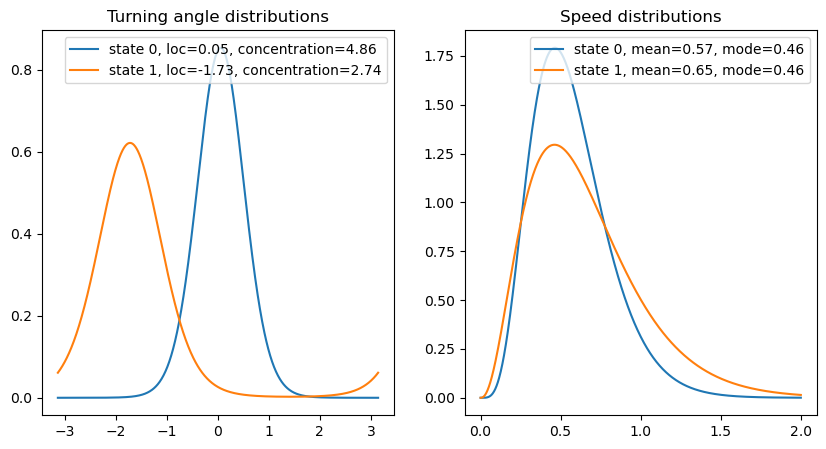 Turning angle distributions
state 0, loc=0.05, concentration=4.86
state 1, loc=-1.73, concentration=2.74
0.8
0.6
0.4
0.2
0.0
−3 −2 −1 0 1 2 3
Speed distributions
state 0, mean=0.57, mode=0.46
state 1, mean=0.65, mode=0.46
1.75
1.50
1.25
1.00
0.75
0.50
0.25
0.00
0.0 0.5 1.0 1.5 2.0